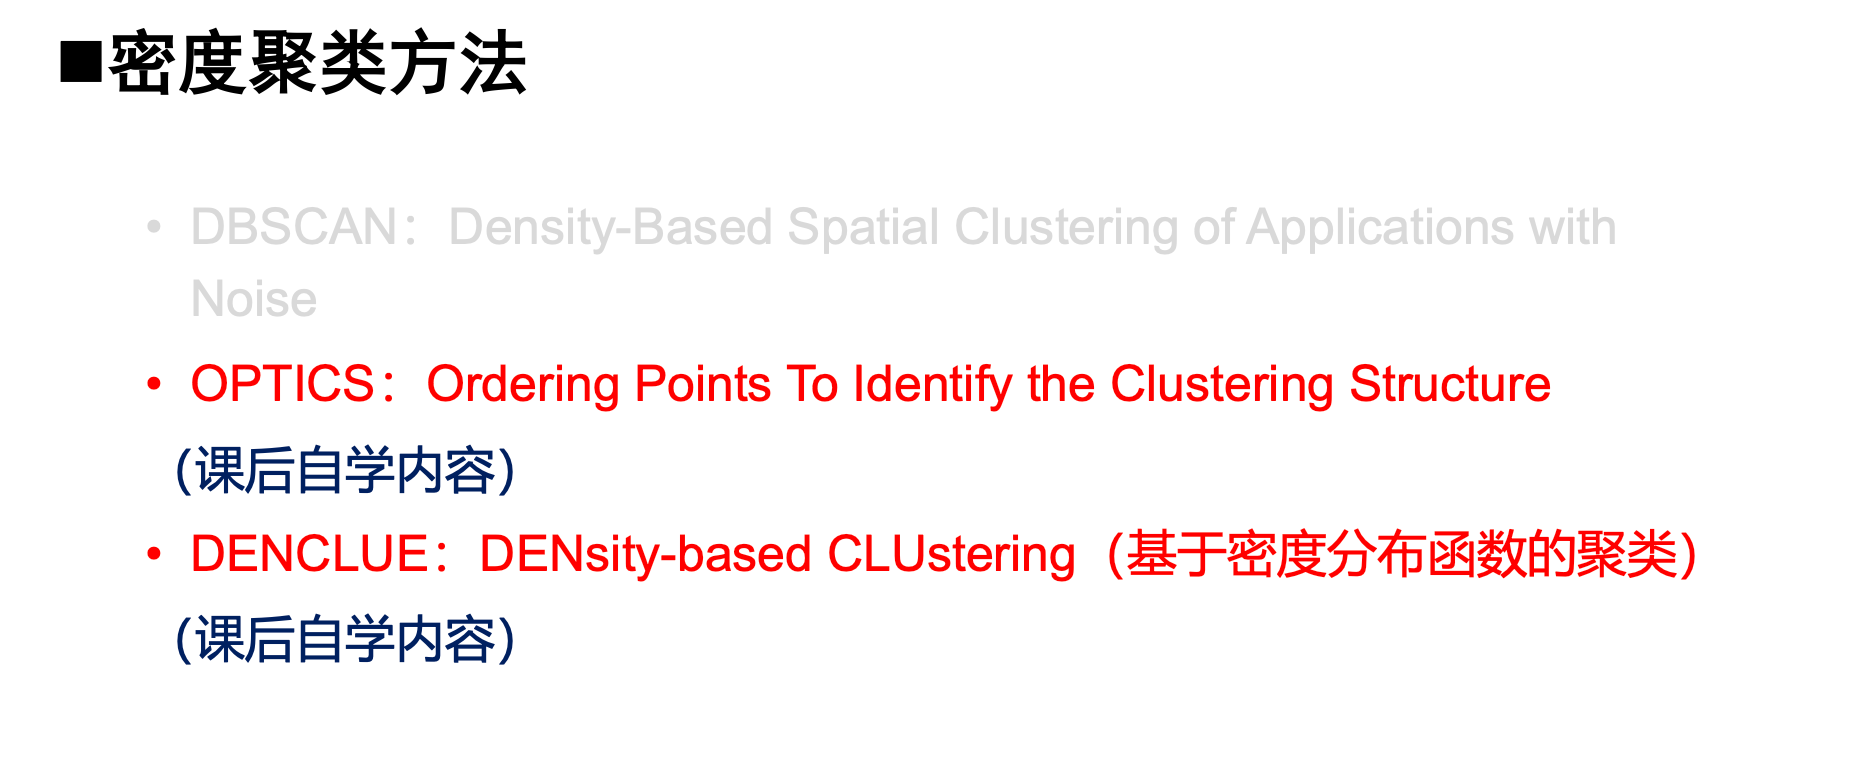 ■密度聚类方法
• DBSCAN：Density-Based Spatial Clustering of Applications with
Noise
• OPTICS：Ordering Points To Identify the Clustering Structure
（课后自学内容）
• DENCLUE：DENsity-based CLUstering（基于密度分布函数的聚类）
（课后自学内容）